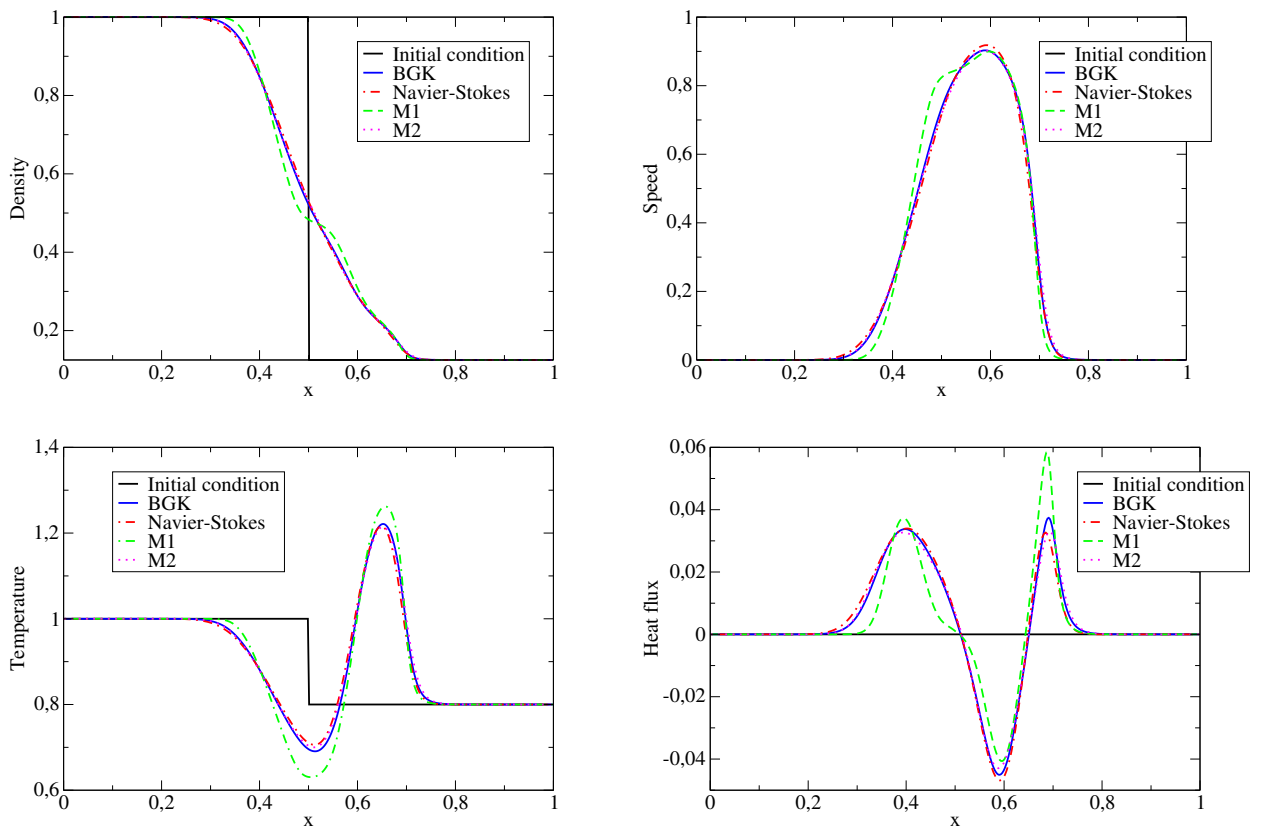 1
0,8
0,6
0,4
0,2
Density
0
0,2
0,4
0,6
0,8
1
x
Initial condition
BGK
Navier-Stokes
M1
M2
1
0,8
0,6
0,4
0,2
0
Speed
0
0,2
0,4
0,6
0,8
1
x
Initial condition
BGK
Navier-Stokes
M1
M2
1,4
1,2
1
0,8
0,6
Temperature
0
0,2
0,4
0,6
0,8
1
x
Initial condition
BGK
Navier-Stokes
M1
M2
0,06
0,04
0,02
0
-0,02
-0,04
Heat flux
0
0,2
0,4
0,6
0,8
1
x
Initial condition
BGK
Navier-Stokes
M1
M2